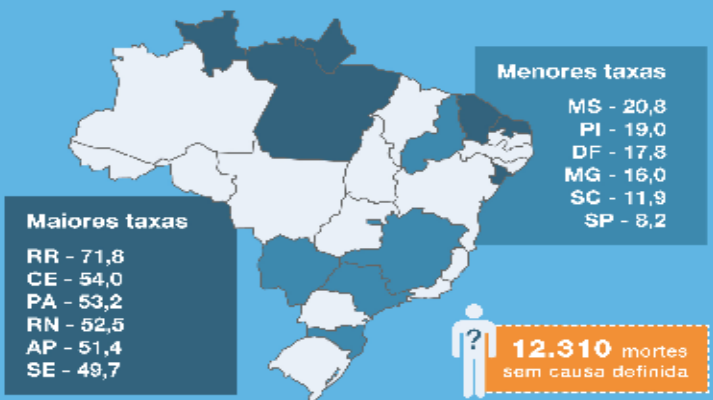 Menores taxas
MS - 20,8
PI - 19,0
DF - 17,8
MG - 16,0
SC - 11,9
SP - 8,2
Maiores taxas
RR - 71,8
CE - 54,0
PA - 53,2
RN - 52,5
AP - 51,4
SE - 49,7
?
12.310 mortes
sem causa definida